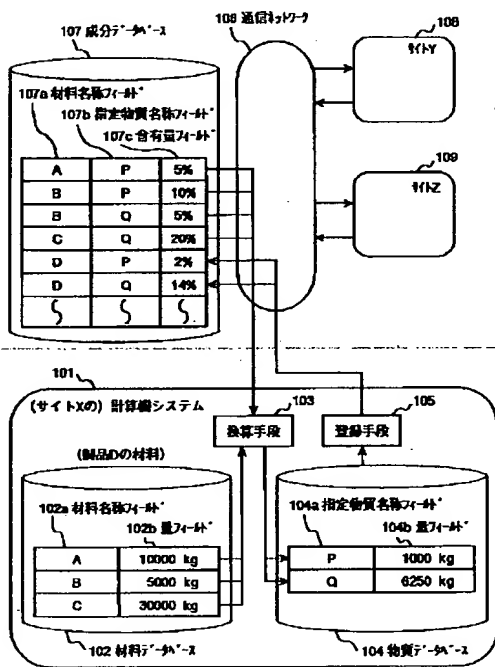 106 通信ネットワーク
107 成分データベース
107a 材料名称フィールド
107b 指定物質名称フィールド
107c 含有量フィールド
A P 5%
B P 10%
B Q 5%
C Q 20%
D P 2%
D Q 14%
108
サイトY
109
サイトZ
101
(サイトXの) 計算機システム
103
換算手段
105
登録手段
(製品Dの材料)
102a 材料名称フィールド
102b 量フィールド
A 10000 kg
B 5000 kg
C 30000 kg
102 材料データベース
104a 指定物質名称フィールド
104b 量フィールド
P 1000 kg
Q 6250 kg
104 物質データベース